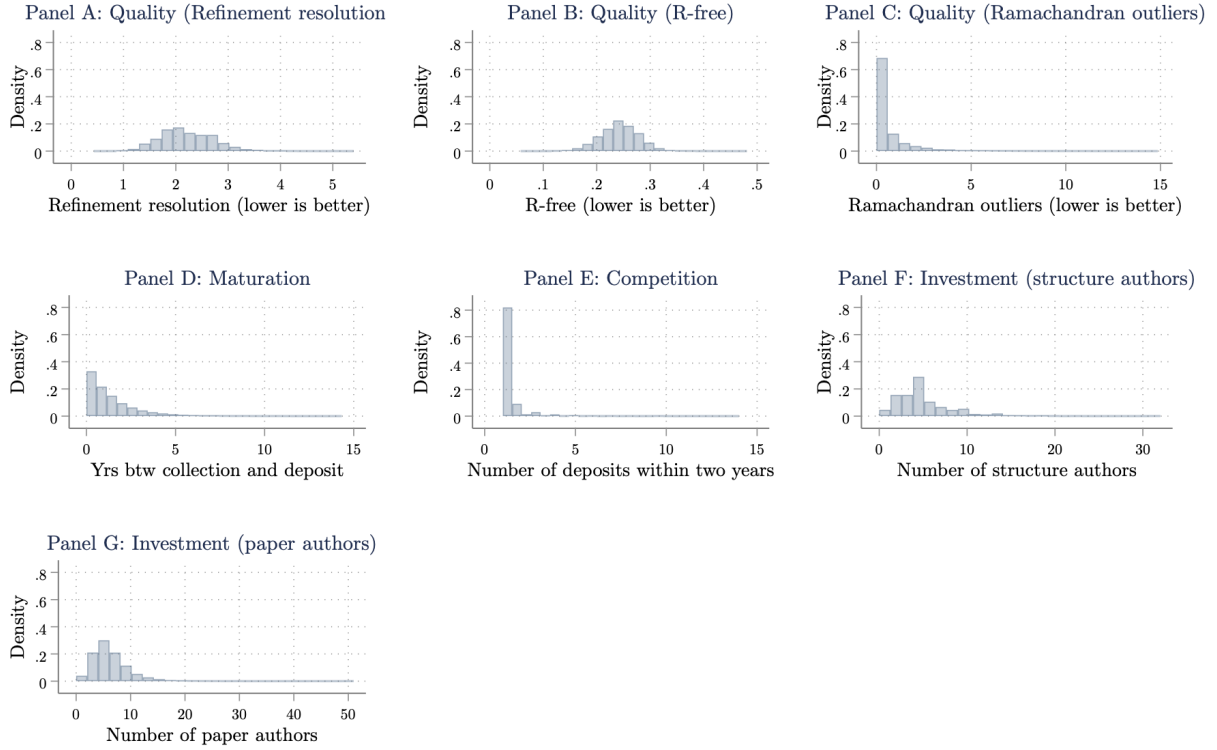 Panel A: Quality (Refinement resolution
Density
.8
.6
.4
.2
0
0 1 2 3 4 5
Refinement resolution (lower is better)
Panel B: Quality (R-free)
Density
.8
.6
.4
.2
0
0 .1 .2 .3 .4 .5
R-free (lower is better)
Panel C: Quality (Ramachandran outliers)
Density
.8
.6
.4
.2
0
0 5 10 15
Ramachandran outliers (lower is better)
Panel D: Maturation
Density
.8
.6
.4
.2
0
0 5 10 15
Yrs btw collection and deposit
Panel E: Competition
Density
.8
.6
.4
.2
0
0 5 10 15
Number of deposits within two years
Panel F: Investment (structure authors)
Density
.8
.6
.4
.2
0
0 10 20 30
Number of structure authors
Panel G: Investment (paper authors)
Density
.8
.6
.4
.2
0
0 10 20 30 40 50
Number of paper authors